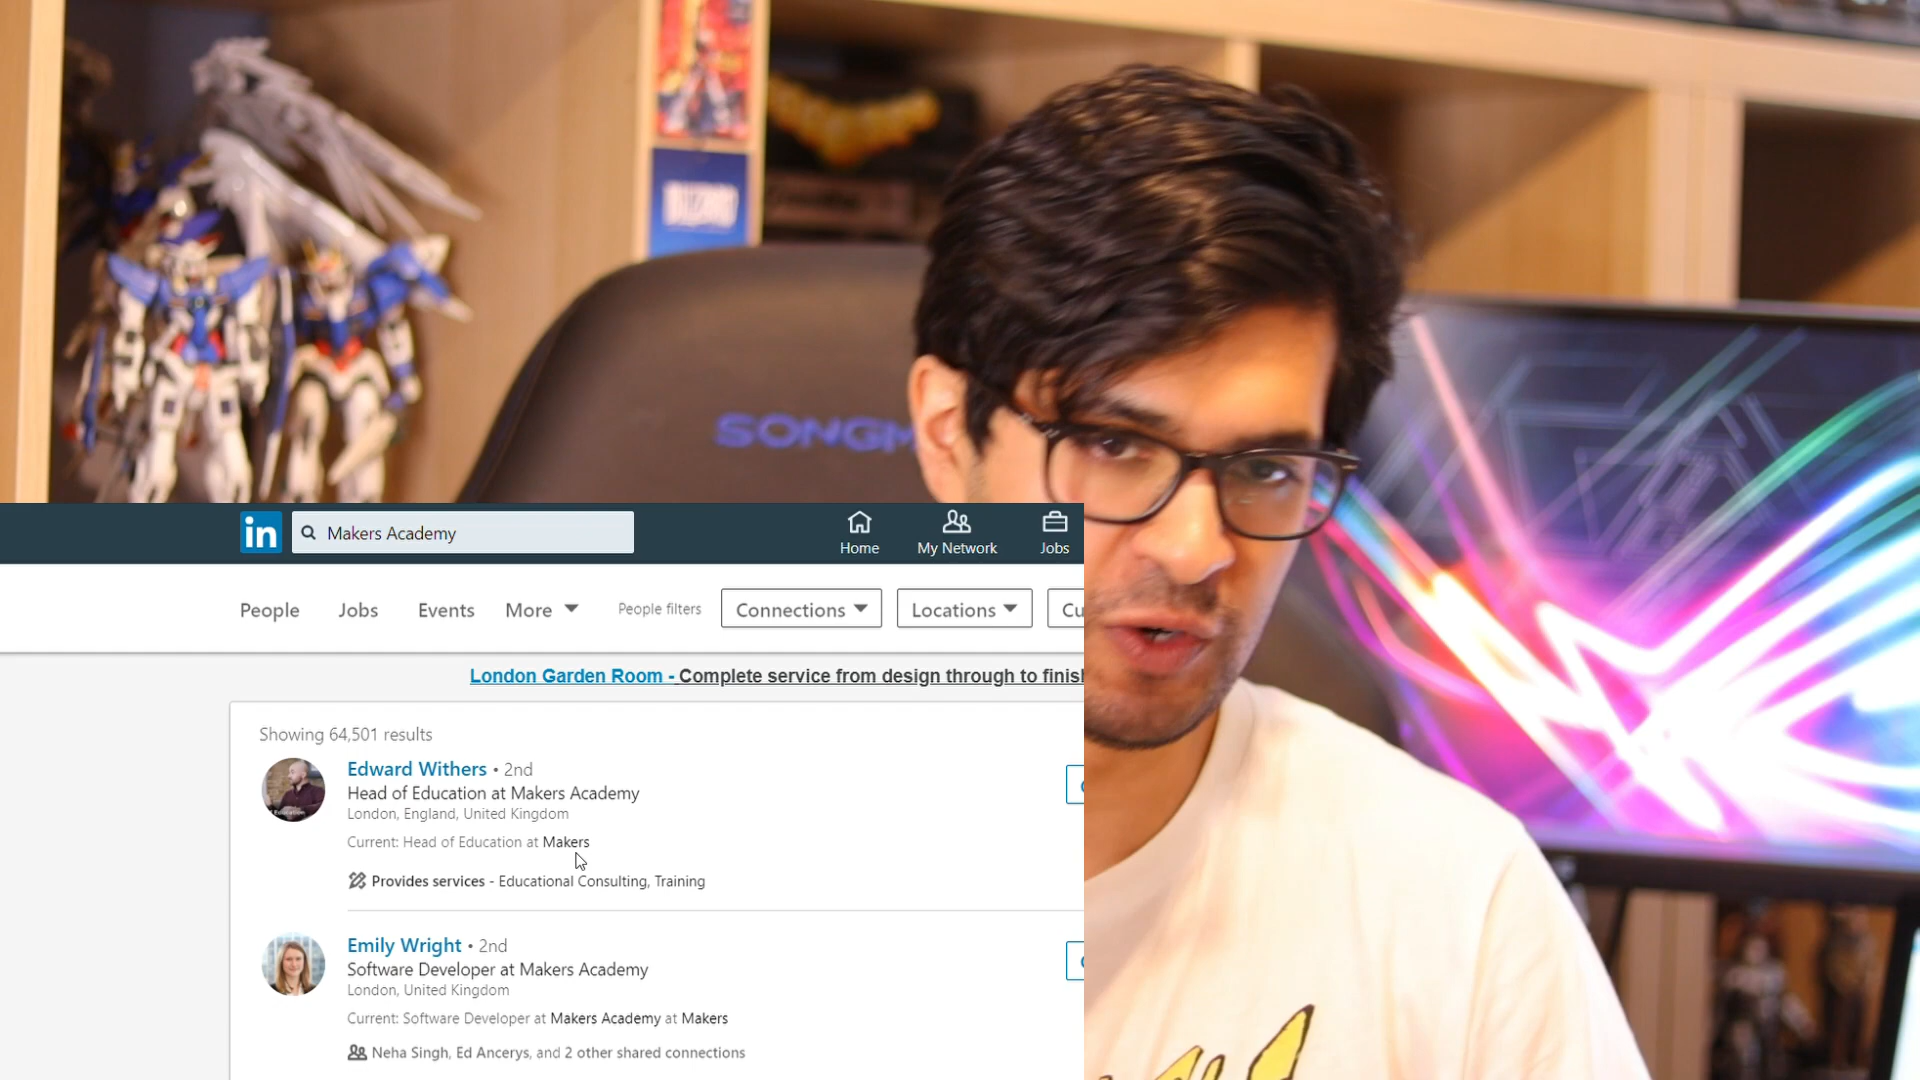 BLIZZARD
SONGM
in
Makers Academy
Home
My Network
Jobs
People
Jobs
Events
More
People filters
Connections
Locations
Cu
London Garden Room - Complete service from design through to finish
Showing 64,501 results
Edward Withers • 2nd
Head of Education at Makers Academy
London, England, United Kingdom
Current: Head of Education at Makers
Provides services - Educational Consulting, Training
Emily Wright • 2nd
Software Developer at Makers Academy
London, United Kingdom
Current: Software Developer at Makers Academy at Makers
Neha Singh, Ed Ancerys, and 2 other shared connections